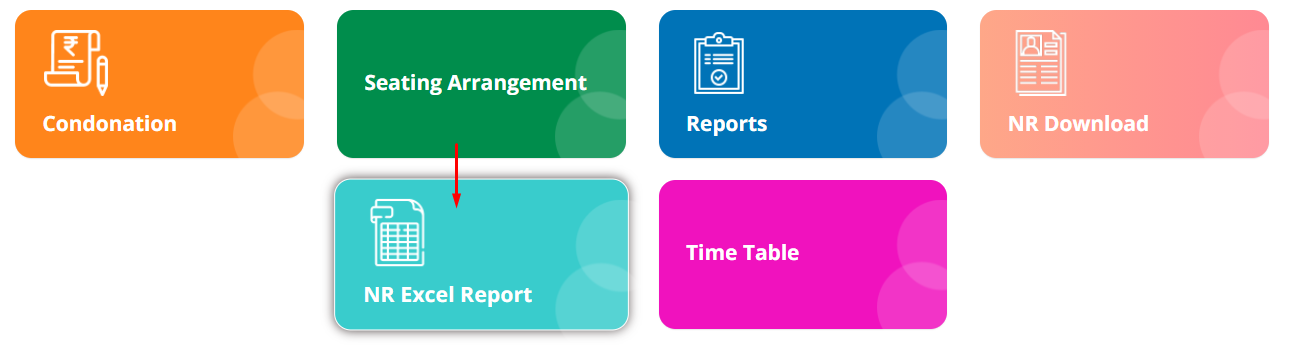 ₹
Condonation
Seating Arrangement
Reports
NR Download
NR Excel Report
Time Table